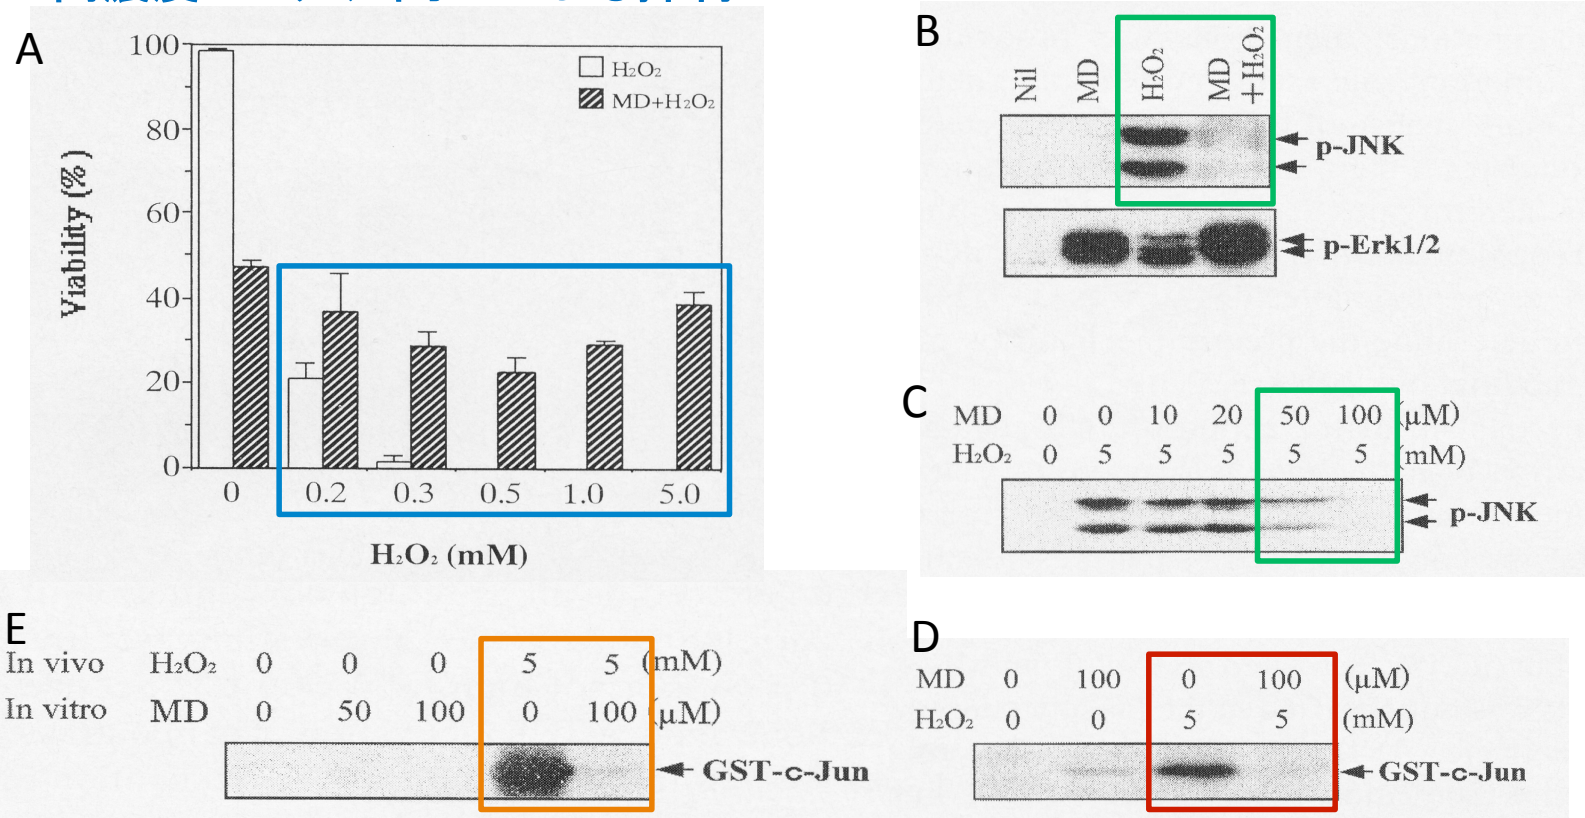 A
100
80
60
40
20
0
Viability (%)
H₂O₂
MD+H₂O₂
0 0.2 0.3 0.5 1.0 5.0
H₂O₂ (mM)
B
Nil MD H₂O₂ MD +H₂O₂
p-JNK
p-Erk1/2
C
MD 0 0 10 20 50 100 (μM)
H₂O₂ 0 5 5 5 5 5 (mM)
p-JNK
E
In vivo H₂O₂ 0 0 0 5 5 (mM)
In vitro MD 0 50 100 0 100 (μM)
GST-c-Jun
D
MD 0 100 0 100 (μM)
H₂O₂ 0 0 5 5 (mM)
GST-c-Jun